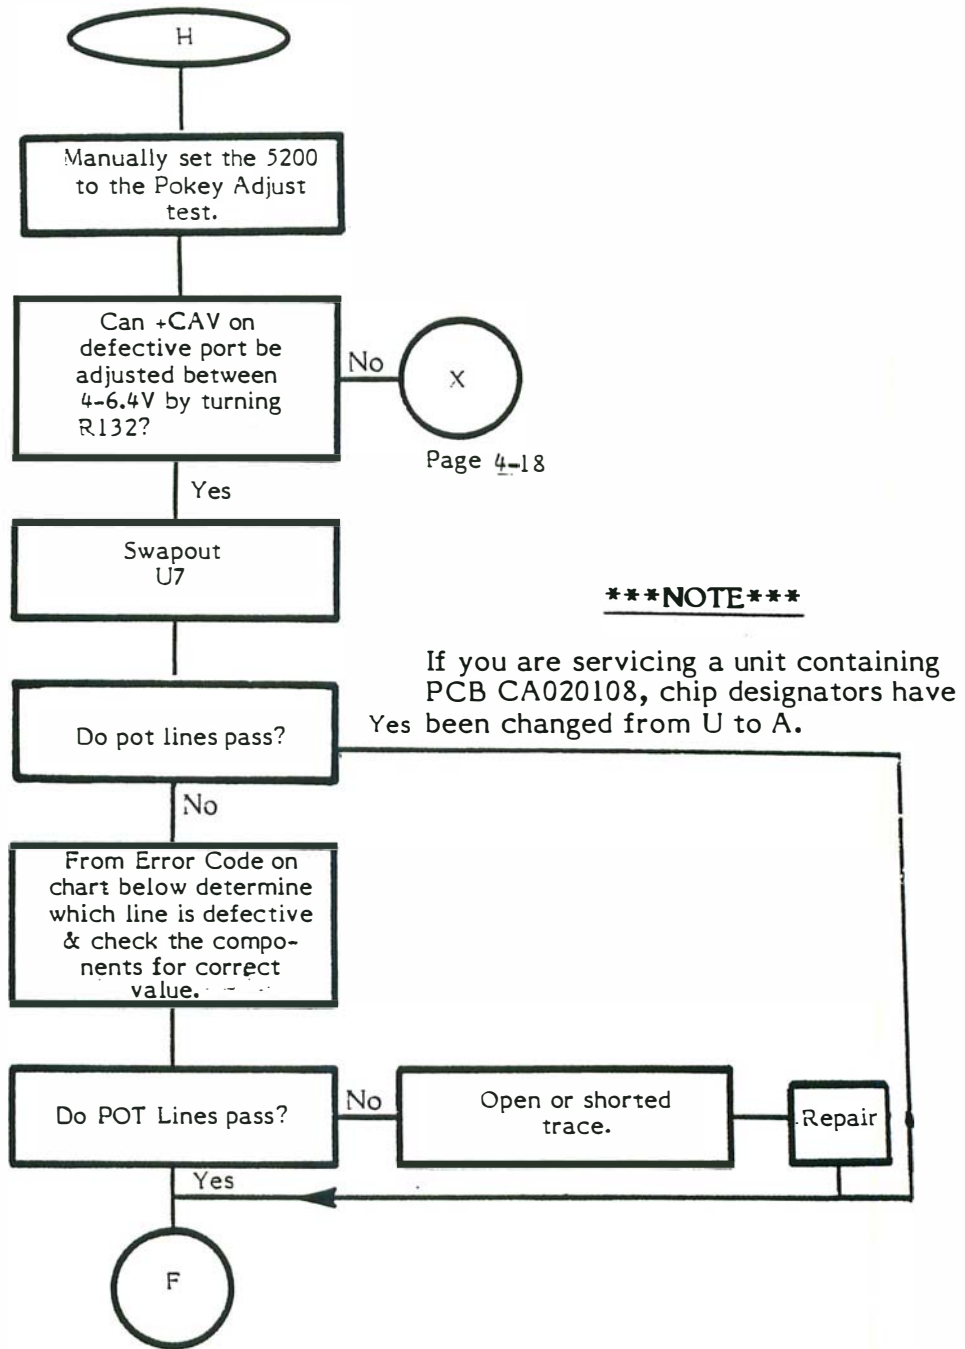 H
Manually set the 5200
to the Pokey Adjust
test.
Can +CAV on
defective port be
adjusted between
4-6.4V by turning
R132?
No
X
Page 4-18
Yes
Swapout
U7
***NOTE***
If you are servicing a unit containing
PCB CA020108, chip designators have
been changed from U to A.
Do pot lines pass?
Yes
No
From Error Code on
chart below determine
which line is defective
& check the compo-
nents for correct
value.
Do POT Lines pass?
No
Open or shorted
trace.
Repair
Yes
F